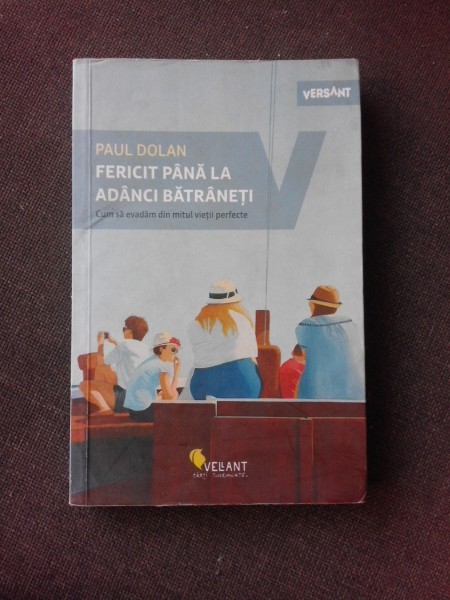 VERSANT
PAUL DOLAN
FERICIT PÂNĂ LA
ADÂNCI BĂTRÂNEȚI
Cum să evadăm din mitul vieții perfecte
VELLANT